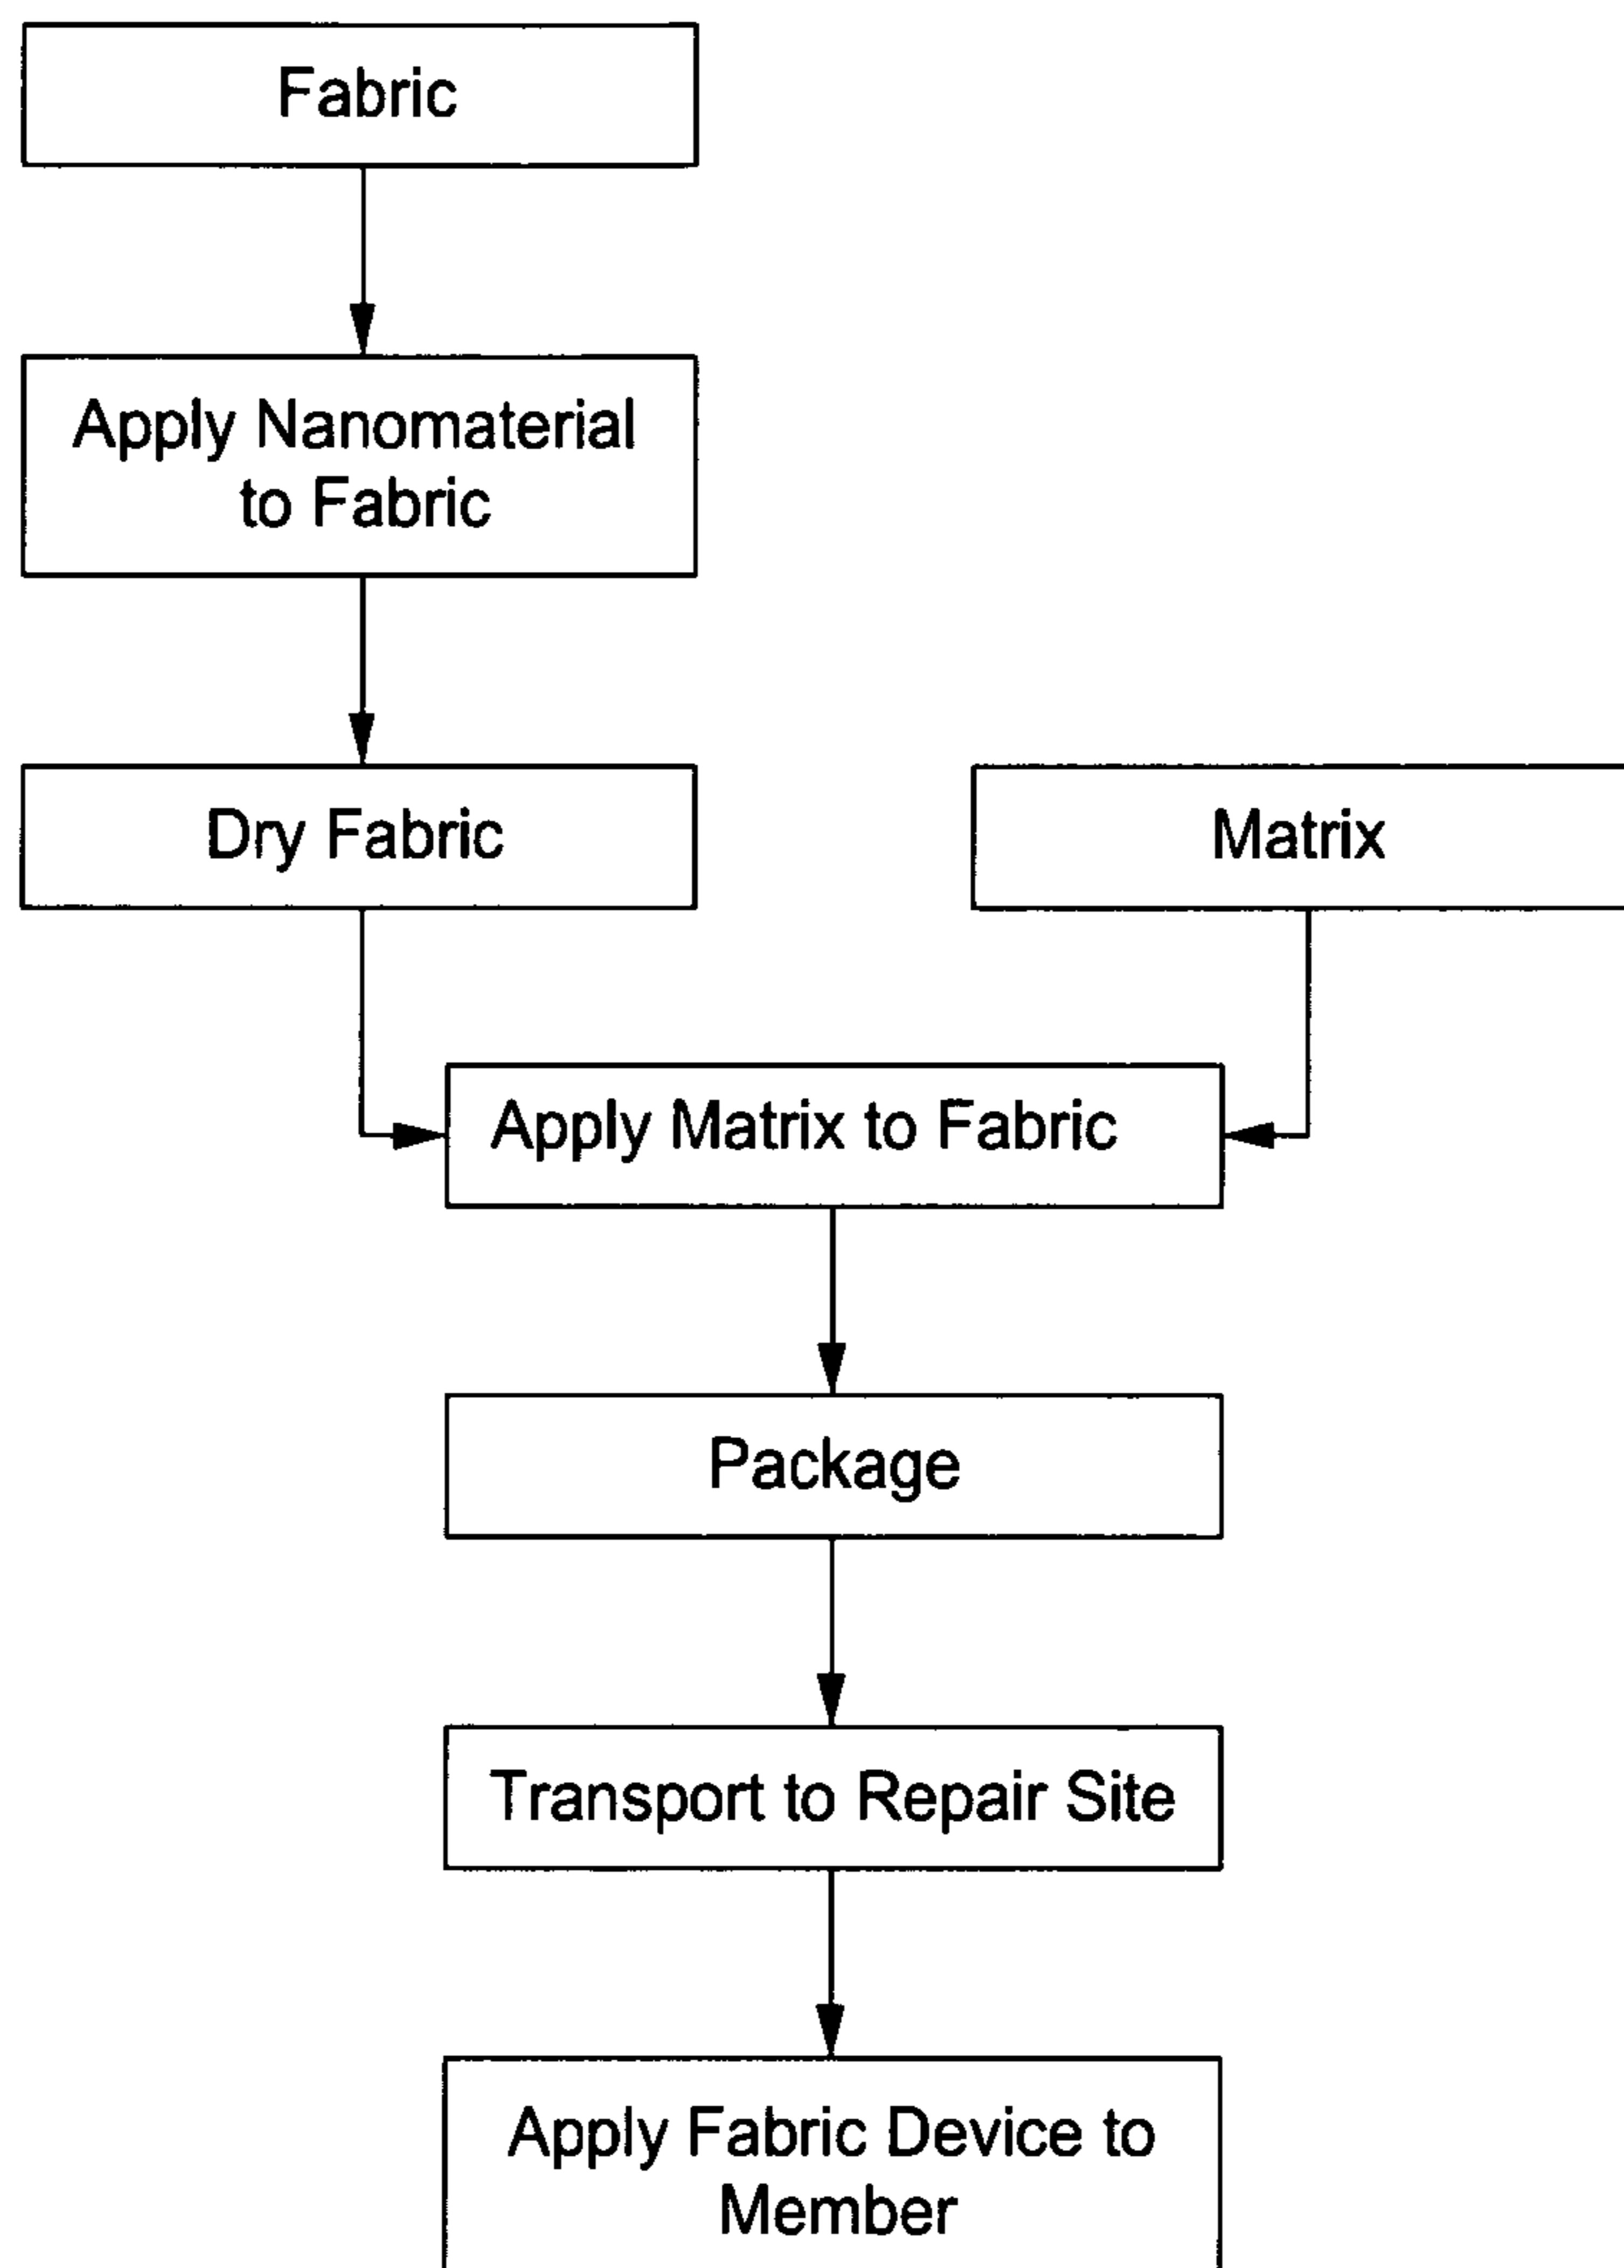 Fabric
Apply Nanomaterial
to Fabric
Dry Fabric
Matrix
Apply Matrix to Fabric
Package
Transport to Repair Site
Apply Fabric Device to
Member